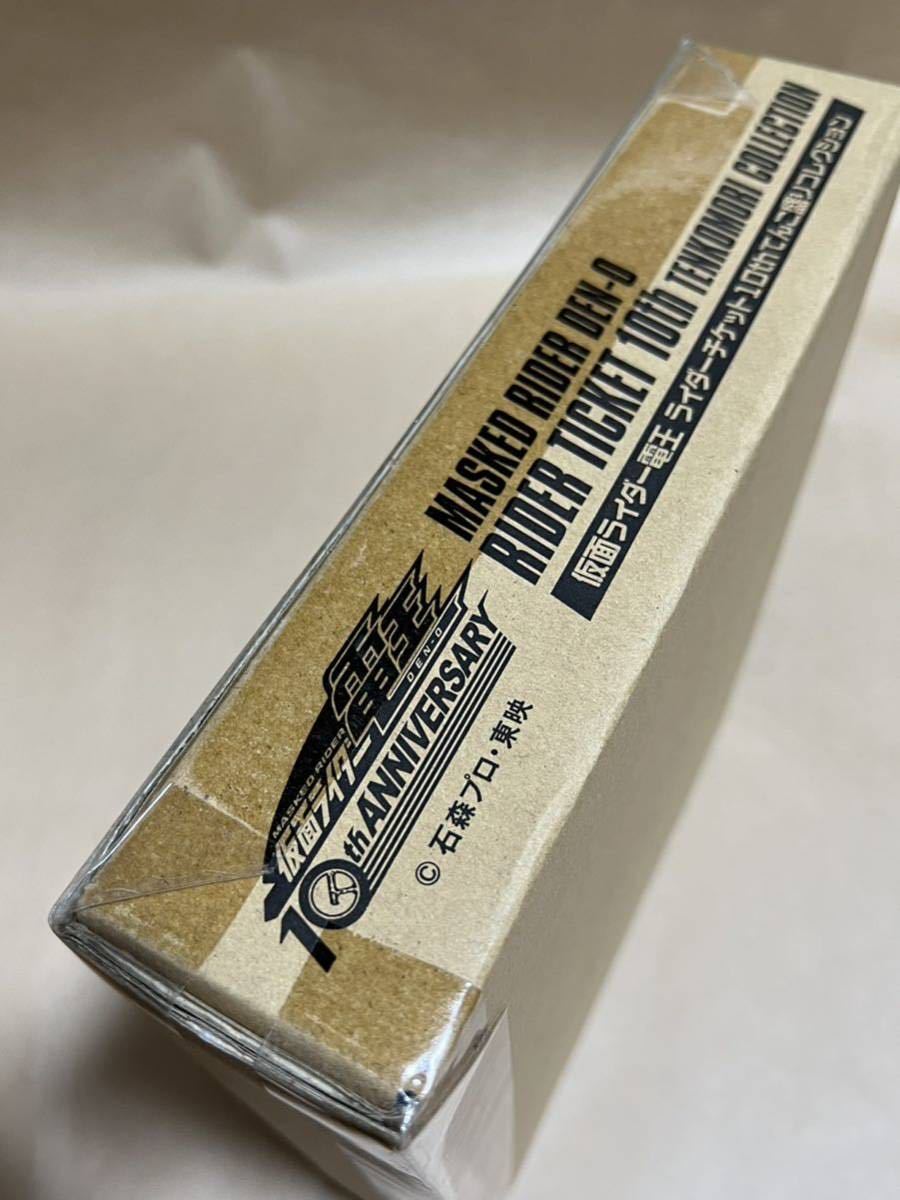 MASKED RIDER DEN-O
RIDER TICKET 10th TENKOMORI COLLECTION
仮面ライダー電王 ライダーチケット10thてんこ盛りコレクション
MASKED RIDER
仮面ライダー電王
DEN-O
10th ANNIVERSARY
© 石森プロ・東映